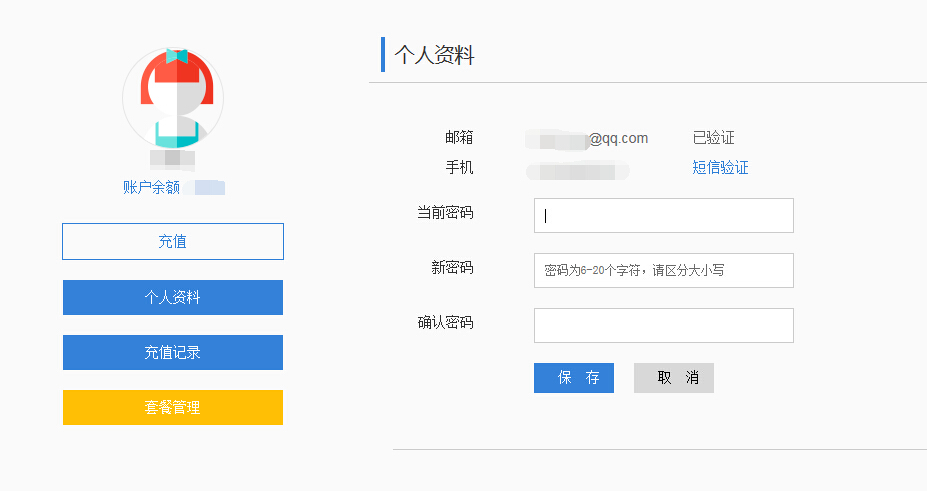 账户余额
充值
个人资料
充值记录
套餐管理
个人资料
邮箱 @qq.com 已验证
手机 短信验证
当前密码
新密码 密码为6-20个字符，请区分大小写
确认密码
保 存 取 消